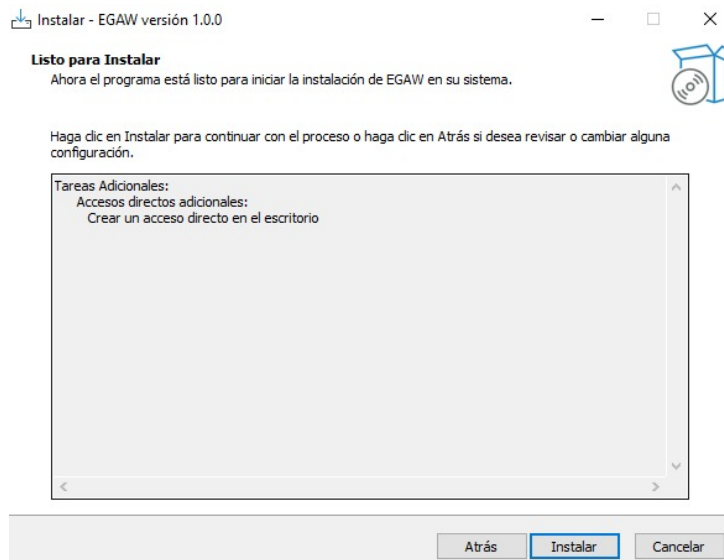 Instalar - EGAW versión 1.0.0
Listo para Instalar
Ahora el programa está listo para iniciar la instalación de EGAW en su sistema.
Haga clic en Instalar para continuar con el proceso o haga clic en Atrás si desea revisar o cambiar alguna
configuración.
Tareas Adicionales:
Accesos directos adicionales:
Crear un acceso directo en el escritorio
Atrás
Instalar
Cancelar